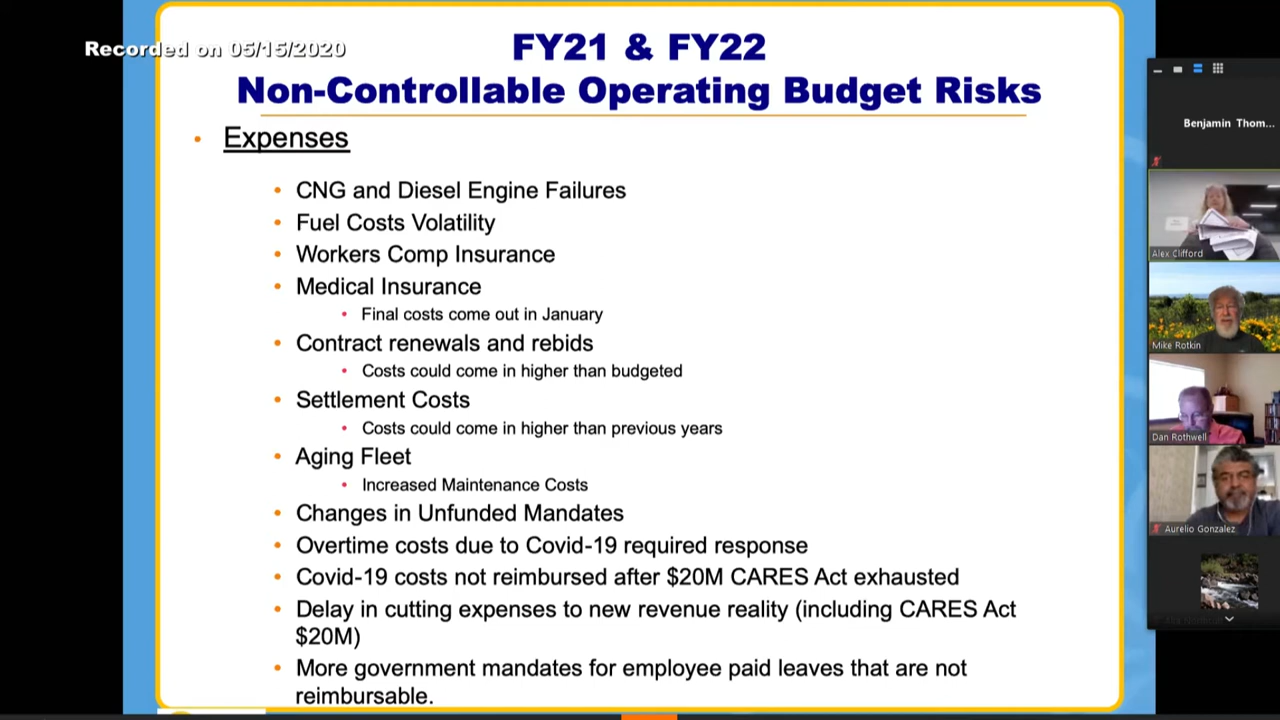 Recorded on 05/15/2020
FY21 & FY22
Non-Controllable Operating Budget Risks
• Expenses
• CNG and Diesel Engine Failures
• Fuel Costs Volatility
• Workers Comp Insurance
• Medical Insurance
• Final costs come out in January
• Contract renewals and rebids
• Costs could come in higher than budgeted
• Settlement Costs
• Costs could come in higher than previous years
• Aging Fleet
• Increased Maintenance Costs
• Changes in Unfunded Mandates
• Overtime costs due to Covid-19 required response
• Covid-19 costs not reimbursed after $20M CARES Act exhausted
• Delay in cutting expenses to new revenue reality (including CARES Act
$20M)
• More government mandates for employee paid leaves that are not
reimbursable.
Benjamin Thom...
Alex Clifford
Mike Rotkin
Dan Rothwell
Aurelio Gonzalez